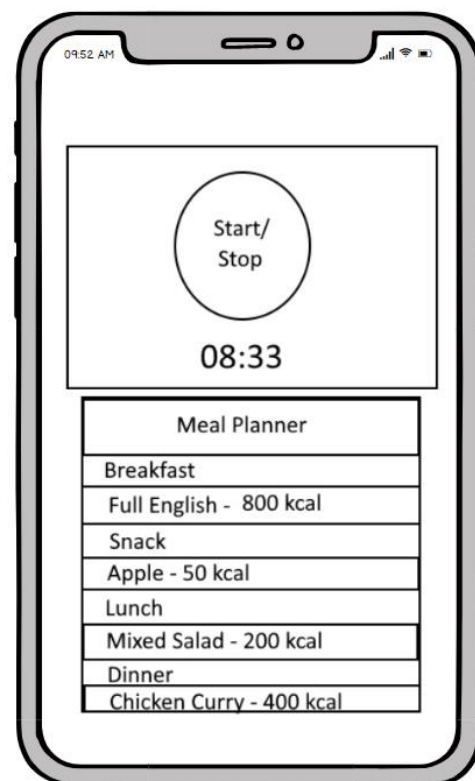 09:52 AM
Start/
Stop
08:33
Meal Planner
Breakfast
Full English - 800 kcal
Snack
Apple - 50 kcal
Lunch
Mixed Salad - 200 kcal
Dinner
Chicken Curry - 400 kcal